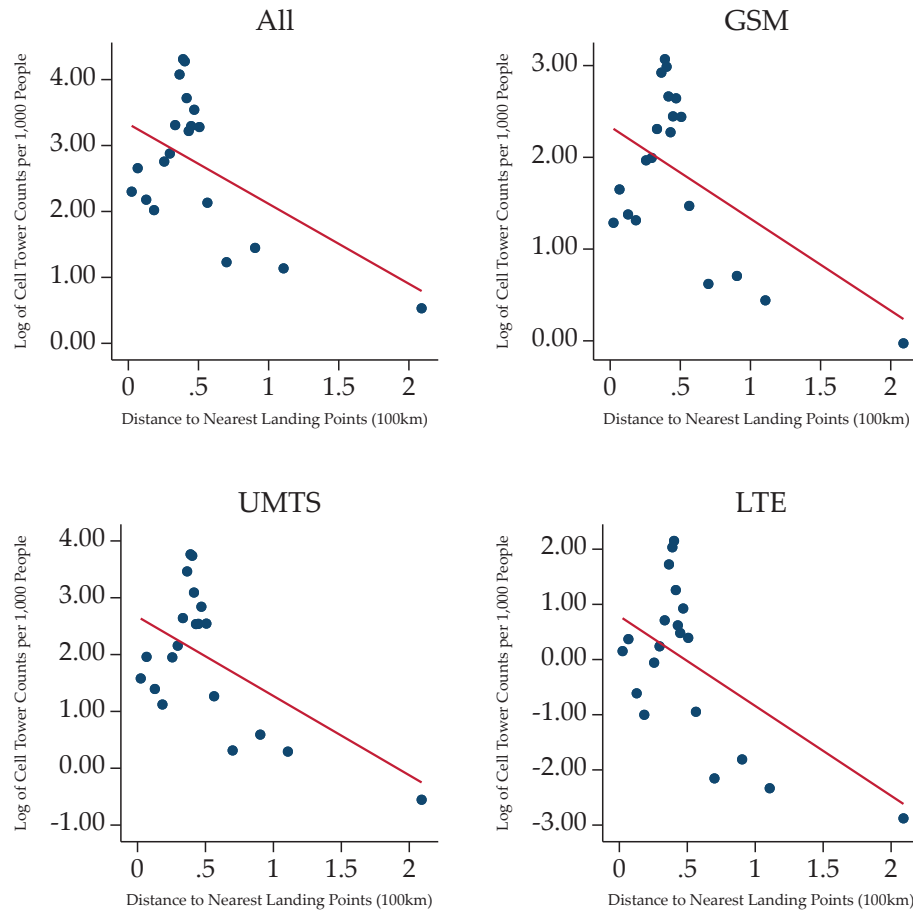 All
Log of Cell Tower Counts per 1,000 People
4.00
3.00
2.00
1.00
0.00
0 .5 1 1.5 2
Distance to Nearest Landing Points (100km)
GSM
Log of Cell Tower Counts per 1,000 People
3.00
2.00
1.00
0.00
0 .5 1 1.5 2
Distance to Nearest Landing Points (100km)
UMTS
Log of Cell Tower Counts per 1,000 People
4.00
3.00
2.00
1.00
0.00
-1.00
0 .5 1 1.5 2
Distance to Nearest Landing Points (100km)
LTE
Log of Cell Tower Counts per 1,000 People
2.00
1.00
0.00
-1.00
-2.00
-3.00
0 .5 1 1.5 2
Distance to Nearest Landing Points (100km)